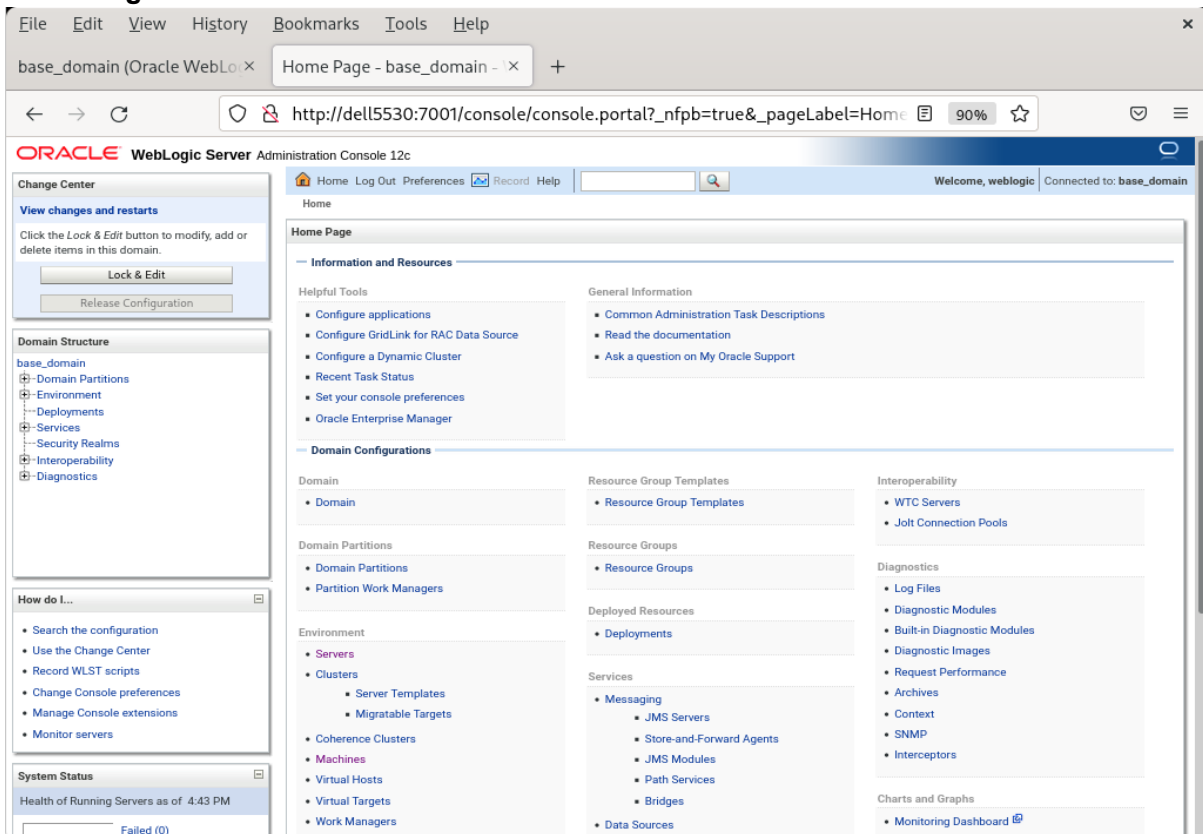 File Edit View History Bookmarks Tools Help
base_domain (Oracle WebLo
Home Page - base_domain -
http://dell5530:7001/console/console.portal?_nfpb=true&_pageLabel=Home
90%
ORACLE WebLogic Server Administration Console 12c
Change Center
View changes and restarts
Click the Lock & Edit button to modify, add or
delete items in this domain.
Lock & Edit
Release Configuration
Domain Structure
base_domain
Domain Partitions
Environment
Deployments
Services
Security Realms
Interoperability
Diagnostics
How do I...
Search the configuration
Use the Change Center
Record WLST scripts
Change Console preferences
Manage Console extensions
Monitor servers
System Status
Health of Running Servers as of 4:43 PM
Failed (0)
Home Log Out Preferences Record Help
Welcome, weblogic Connected to: base_domain
Home
Home Page
Information and Resources
Helpful Tools
Configure applications
Configure GridLink for RAC Data Source
Configure a Dynamic Cluster
Recent Task Status
Set your console preferences
Oracle Enterprise Manager
General Information
Common Administration Task Descriptions
Read the documentation
Ask a question on My Oracle Support
Domain Configurations
Domain
Domain
Domain Partitions
Domain Partitions
Partition Work Managers
Environment
Servers
Clusters
Server Templates
Migratable Targets
Coherence Clusters
Machines
Virtual Hosts
Virtual Targets
Work Managers
Resource Group Templates
Resource Group Templates
Resource Groups
Resource Groups
Deployed Resources
Deployments
Services
Messaging
JMS Servers
Store-and-Forward Agents
JMS Modules
Path Services
Bridges
Data Sources
Interoperability
WTC Servers
Jolt Connection Pools
Diagnostics
Log Files
Diagnostic Modules
Built-in Diagnostic Modules
Diagnostic Images
Request Performance
Archives
Context
SNMP
Interceptors
Charts and Graphs
Monitoring Dashboard